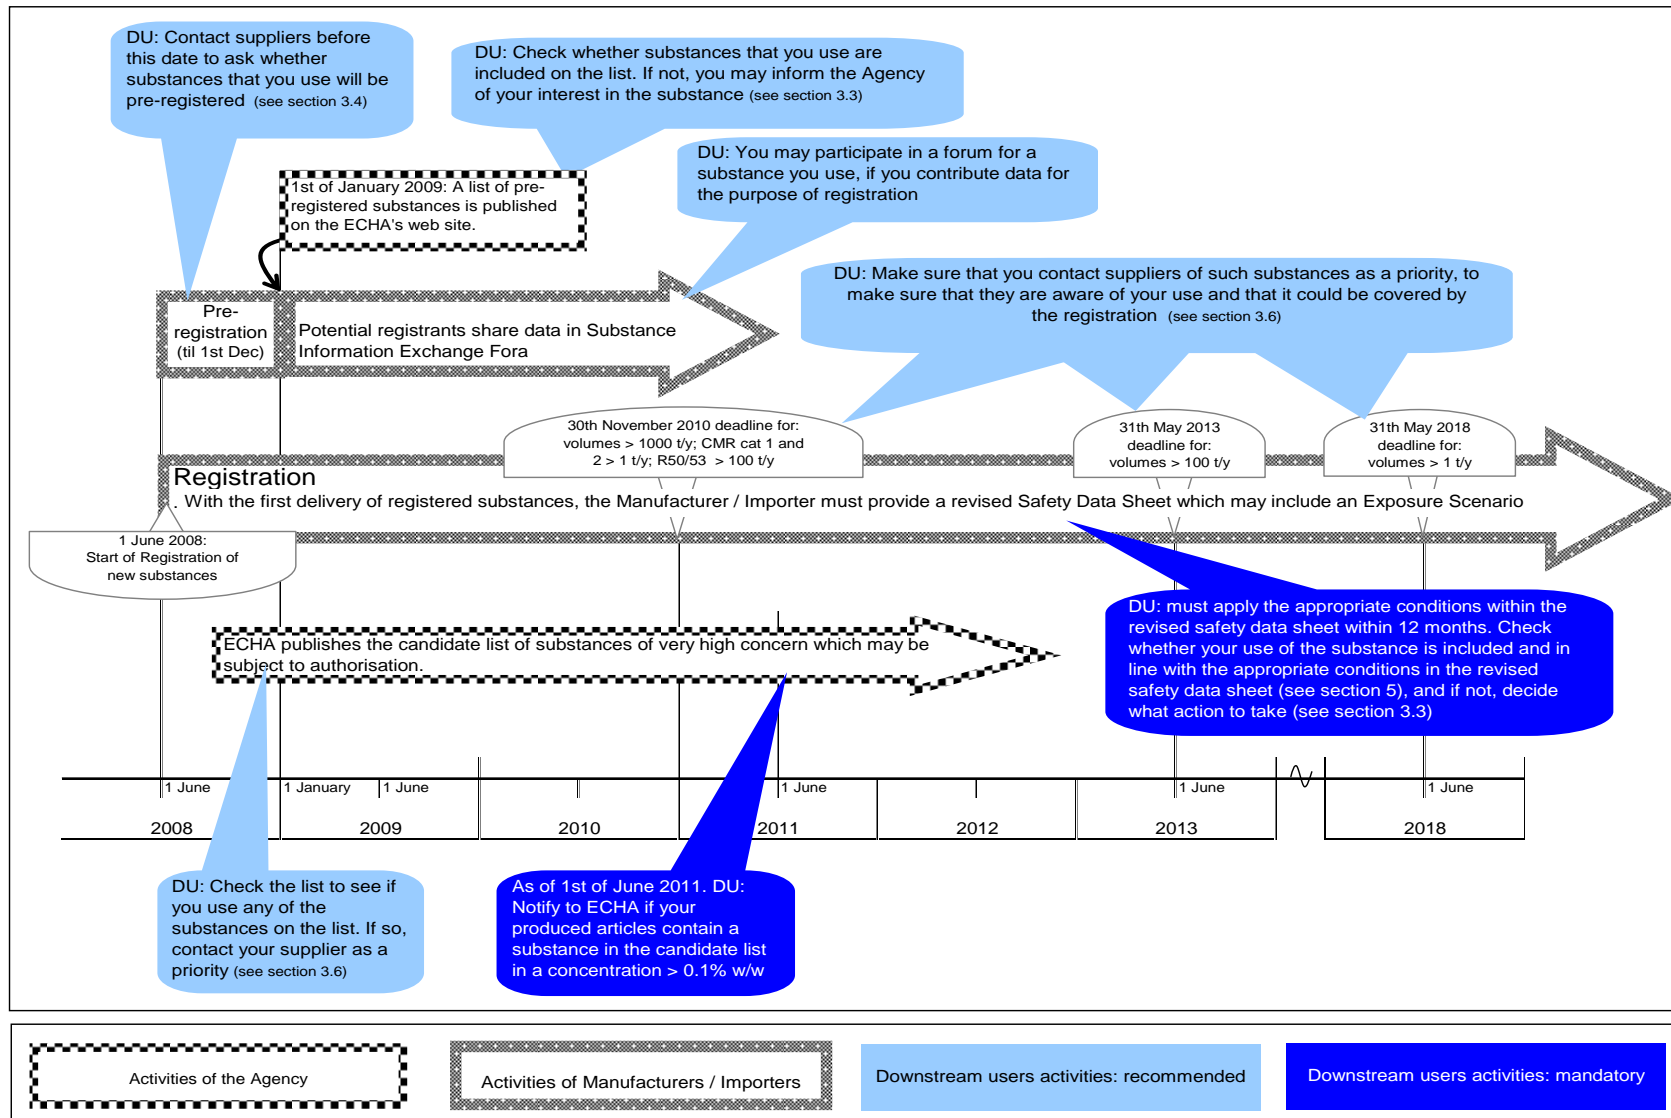 DU: Contact suppliers before
this date to ask whether
substances that you use will be
pre-registered (see section 3.4)
DU: Check whether substances that you use are
included on the list. If not, you may inform the Agency
of your interest in the substance (see section 3.3)
DU: You may participate in a forum for a
substance you use, if you contribute data for
the purpose of registration
1st of January 2009: A list of pre-
registered substances is published
on the ECHA's web site.
DU: Make sure that you contact suppliers of such substances as a priority, to
make sure that they are aware of your use and that it could be covered by
the registration (see section 3.6)
Pre-
registration
(til 1st Dec)
Potential registrants share data in Substance
Information Exchange Fora
30th November 2010 deadline for:
volumes > 1000 t/y; CMR cat 1 and
2 > 1 t/y; R50/53 > 100 t/y
31th May 2013
deadline for:
volumes > 100 t/y
31th May 2018
deadline for:
volumes > 1 t/y
Registration
. With the first delivery of registered substances, the Manufacturer / Importer must provide a revised Safety Data Sheet which may include an Exposure Scenario
1 June 2008:
Start of Registration of
new substances
DU: must apply the appropriate conditions within the
revised safety data sheet within 12 months. Check
whether your use of the substance is included and in
line with the appropriate conditions in the revised
safety data sheet (see section 5), and if not, decide
what action to take (see section 3.3)
ECHA publishes the candidate list of substances of very high concern which may be
subject to authorisation.
1 June
1 January
1 June
1 June
1 June
1 June
2008
2009
2010
2011
2012
2013
2018
DU: Check the list to see if
you use any of the
substances on the list. If so,
contact your supplier as a
priority (see section 3.6)
As of 1st of June 2011. DU:
Notify to ECHA if your
produced articles contain a
substance in the candidate list
in a concentration > 0.1% w/w
Activities of the Agency
Activities of Manufacturers / Importers
Downstream users activities: recommended
Downstream users activities: mandatory